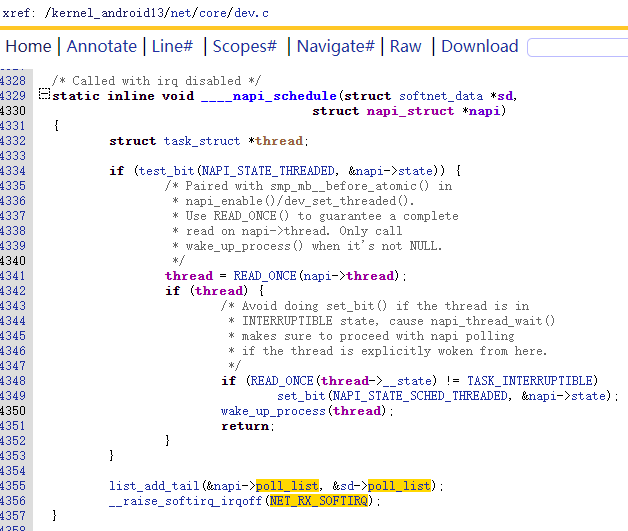 xref: /kernel_android13/net/core/dev.c
Home | Annotate | Line# | Scopes# | Navigate# | Raw | Download
4328 /* Called with irq disabled */
4329 static inline void ____napi_schedule(struct softnet_data *sd,
4330 struct napi_struct *napi)
4331 {
4332 struct task_struct *thread;
4333
4334 if (test_bit(NAPI_STATE_THREADED, &napi->state)) {
4335 /* Paired with smp_mb__before_atomic() in
4336 * napi_enable()/dev_set_threaded().
4337 * Use READ_ONCE() to guarantee a complete
4338 * read on napi->thread. Only call
4339 * wake_up_process() when it's not NULL.
4340 */
4341 thread = READ_ONCE(napi->thread);
4342 if (thread) {
4343 /* Avoid doing set_bit() if the thread is in
4344 * INTERRUPTIBLE state, cause napi_thread_wait()
4345 * makes sure to proceed with napi polling
4346 * if the thread is explicitly woken from here.
4347 */
4348 if (READ_ONCE(thread->__state) != TASK_INTERRUPTIBLE)
4349 set_bit(NAPI_STATE_SCHED_THREADED, &napi->state);
4350 wake_up_process(thread);
4351 return;
4352 }
4353 }
4354
4355 list_add_tail(&napi->poll_list, &sd->poll_list);
4356 __raise_softirq_irqoff(NET_RX_SOFTIRQ);
4357 }